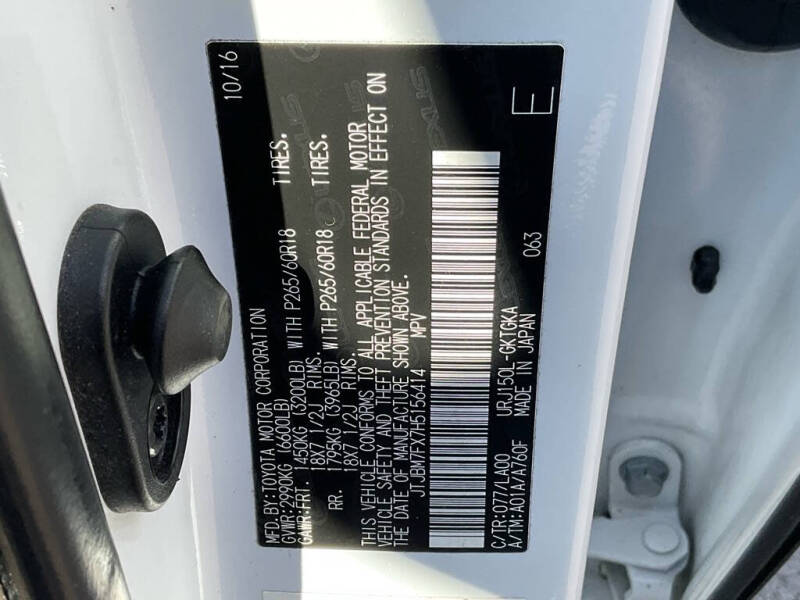 MFD.BY:TOYOTA MOTOR CORPORATION 10/16
GVWR:2990KG (6600LB)
GAWR:FRT. 1450KG (3200LB) WITH P265/60R18 TIRES.
18X7 1/2J RIMS.
RR. 1795KG (3965LB) WITH P265/60R18 TIRES.
18X7 1/2J RIMS.
THIS VEHICLE CONFORMS TO ALL APPLICABLE FEDERAL MOTOR
VEHICLE SAFETY AND THEFT PREVENTION STANDARDS IN EFFECT ON
THE DATE OF MANUFACTURE SHOWN ABOVE.
JTJBM7FX7H5156414 MPV
C/TR:077/LA00 URJ150L-GKTGKA 063
A/TM:A01A/A760F MADE IN JAPAN E